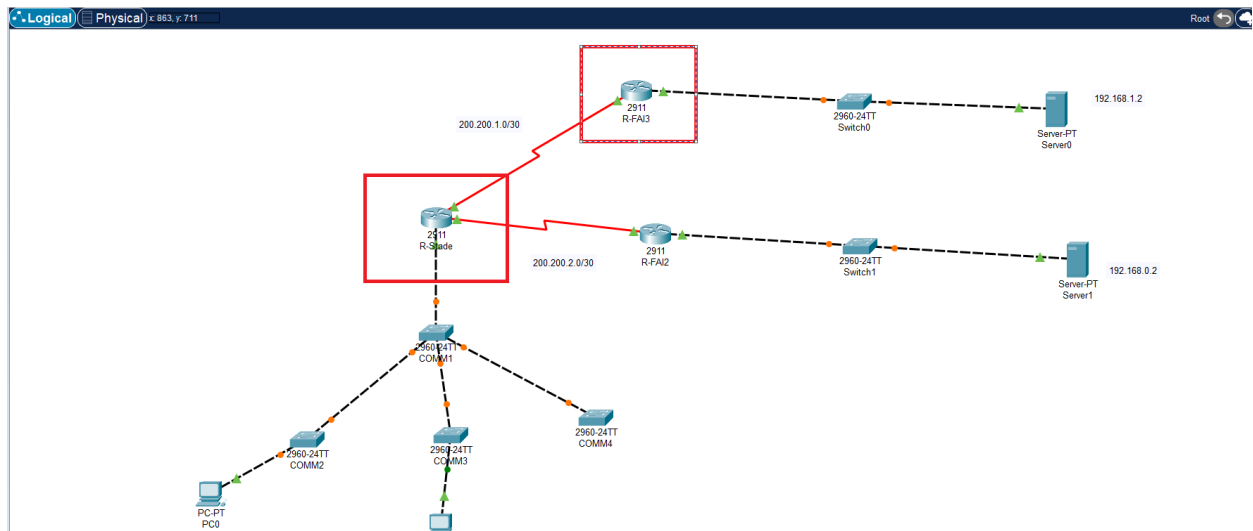 Logical Physical x: 863, y: 711 Root
2911
R-FAI3
200.200.1.0/30
2960-24TT
Switch0
192.168.1.2
Server-PT
Server0
2911
R-Stade
2911
R-FAI2
200.200.2.0/30
2960-24TT
Switch1
192.168.0.2
Server-PT
Server1
2960-24TT
COMM1
2960-24TT
COMM4
2960-24TT
COMM2
2960-24TT
COMM3
PC-PT
PC0